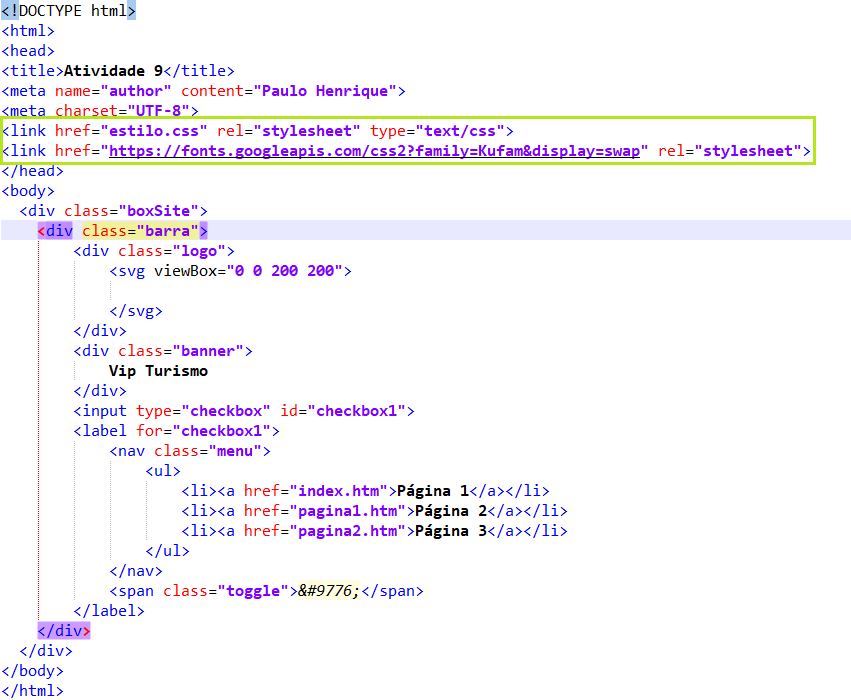 <!DOCTYPE html>
<html>
<head>
<title>Atividade 9</title>
<meta name="author" content="Paulo Henrique">
<meta charset="UTF-8">
<link href="estilo.css" rel="stylesheet" type="text/css">
<link href="https://fonts.googleapis.com/css2?family=Kufam&display=swap" rel="stylesheet">
</head>
<body>
<div class="boxSite">
<div class="barra">
<div class="logo">
<svg viewBox="0 0 200 200">
</svg>
</div>
<div class="banner">
Vip Turismo
</div>
<input type="checkbox" id="checkbox1">
<label for="checkbox1">
<nav class="menu">
<ul>
<li><a href="index.htm">Página 1</a></li>
<li><a href="pagina1.htm">Página 2</a></li>
<li><a href="pagina2.htm">Página 3</a></li>
</ul>
</nav>
<span class="toggle">&#9776;</span>
</label>
</div>
</div>
</body>
</html>